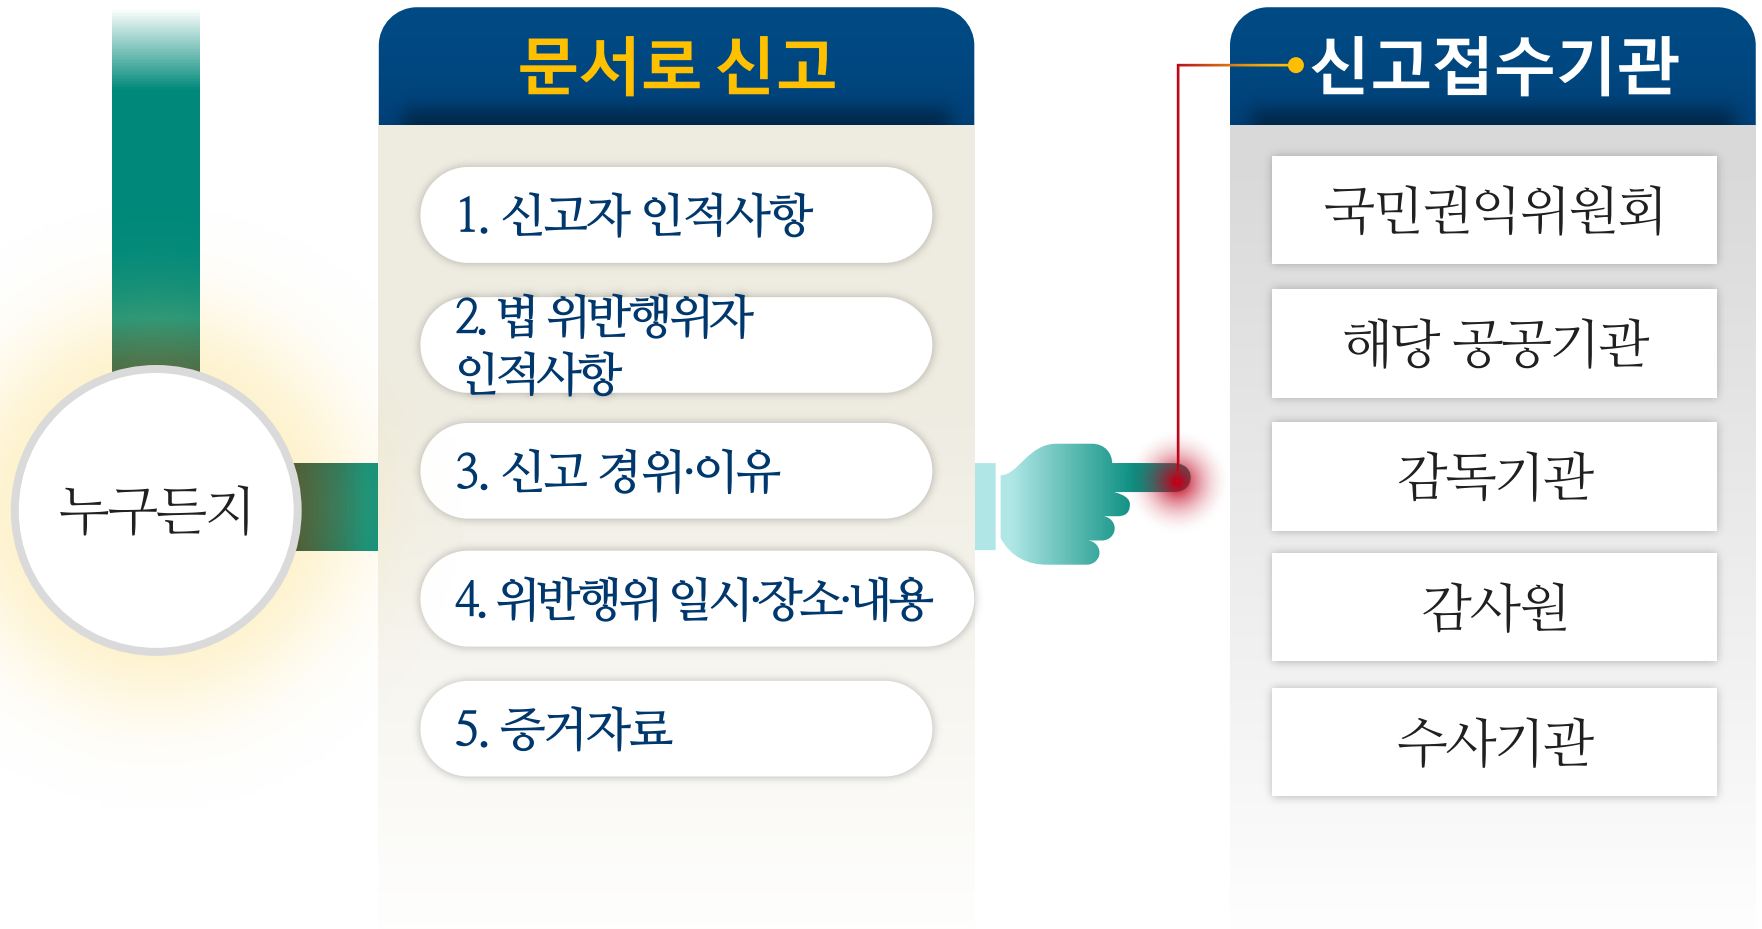 누구든지
문서로 신고
1. 신고자 인적사항
2. 법 위반행위자
인적사항
3. 신고 경위·이유
4. 위반행위 일시·장소·내용
5. 증거자료
신고접수기관
국민권익위원회
해당 공공기관
감독기관
감사원
수사기관